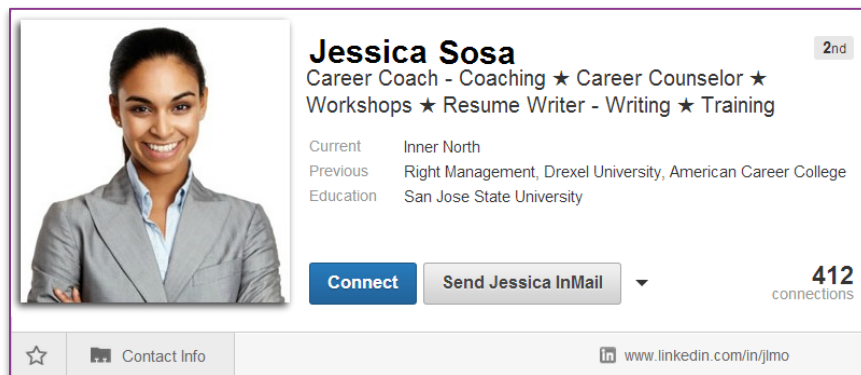 Jessica Sosa
2nd
Career Coach - Coaching ★ Career Counselor ★
Workshops ★ Resume Writer - Writing ★ Training
Current Inner North
Previous Right Management, Drexel University, American Career College
Education San Jose State University
Connect Send Jessica InMail 412
connections
Contact Info in www.linkedin.com/in/jlmo